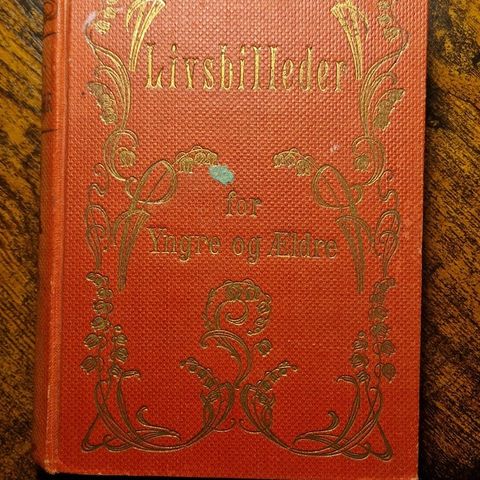 Livsbilleder
for
Yngre og Ældre